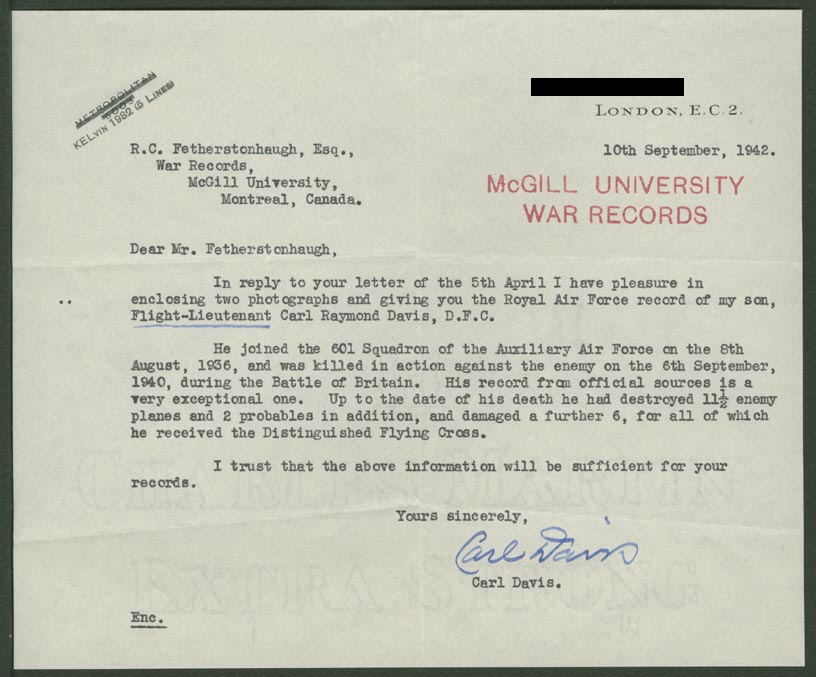 METROPOLITAN
KELVIN 1982 (5 LINES)
LONDON, E.C.2.
R.C. Fetherstonhaugh, Esq.,
War Records,
McGill University,
Montreal, Canada.
10th September, 1942.
McGILL UNIVERSITY
WAR RECORDS
Dear Mr. Fetherstonhaugh,
In reply to your letter of the 5th April I have pleasure in
enclosing two photographs and giving you the Royal Air Force record of my son,
Flight-Lieutenant Carl Raymond Davis, D.F.C.
He joined the 601 Squadron of the Auxiliary Air Force on the 8th
August, 1936, and was killed in action against the enemy on the 6th September,
1940, during the Battle of Britain. His record from official sources is a
very exceptional one. Up to the date of his death he had destroyed 11½ enemy
planes and 2 probables in addition, and damaged a further 6, for all of which
he received the Distinguished Flying Cross.
I trust that the above information will be sufficient for your
records.
Yours sincerely,
Carl Davis
Carl Davis.
Enc.